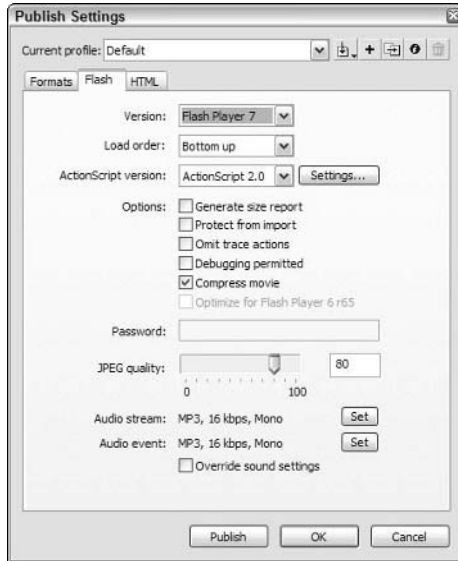 Publish Settings
Current profile: Default
Formats Flash HTML
Version: Flash Player 7
Load order: Bottom up
ActionScript version: ActionScript 2.0 Settings...
Options: Generate size report
Protect from import
Omit trace actions
Debugging permitted
Compress movie
Optimize for Flash Player 6 r65
Password:
JPEG quality: 80
0 100
Audio stream: MP3, 16 kbps, Mono Set
Audio event: MP3, 16 kbps, Mono Set
Override sound settings
Publish OK Cancel